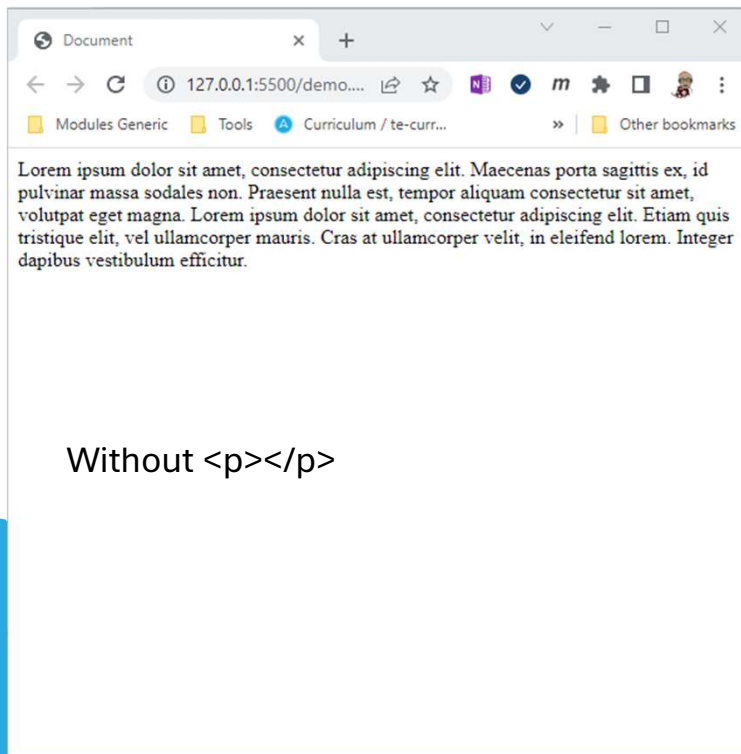 Document
127.0.0.1:5500/demo....
Modules Generic Tools Curriculum / te-curr... » Other bookmarks
Lorem ipsum dolor sit amet, consectetur adipiscing elit. Maecenas porta sagittis ex, id
pulvinar massa sodales non. Praesent nulla est, tempor aliquam consectetur sit amet,
volutpat eget magna. Lorem ipsum dolor sit amet, consectetur adipiscing elit. Etiam quis
tristique elit, vel ullamcorper mauris. Cras at ullamcorper velit, in eleifend lorem. Integer
dapibus vestibulum efficitur.
Without <p></p>